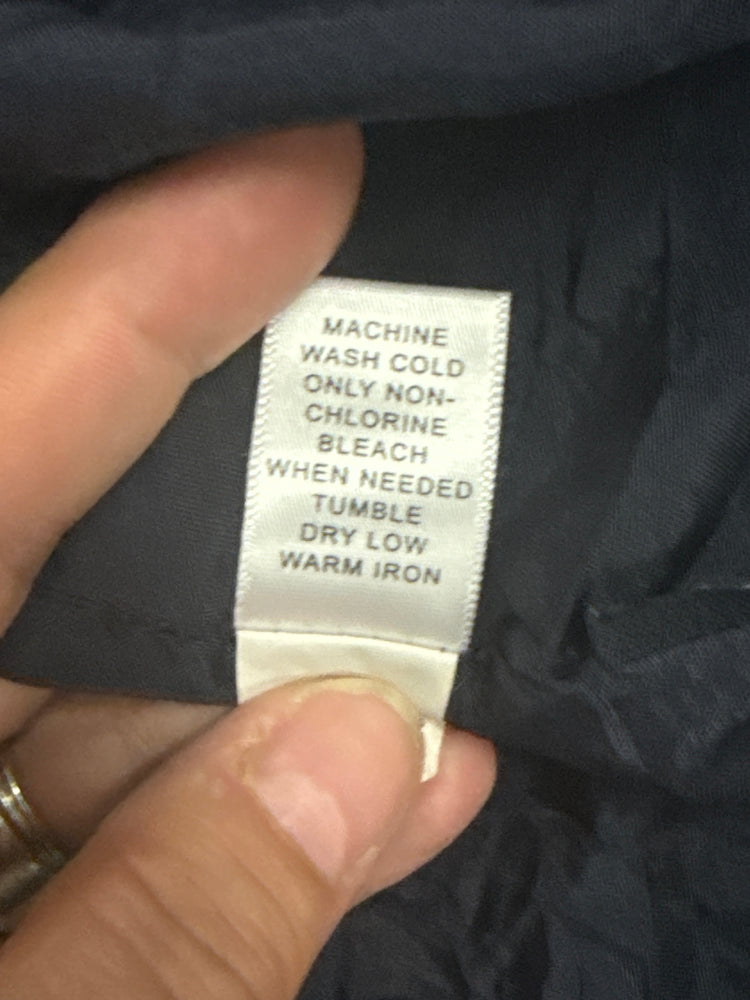 MACHINE
WASH COLD
ONLY NON-
CHLORINE
BLEACH
WHEN NEEDED
TUMBLE
DRY LOW
WARM IRON